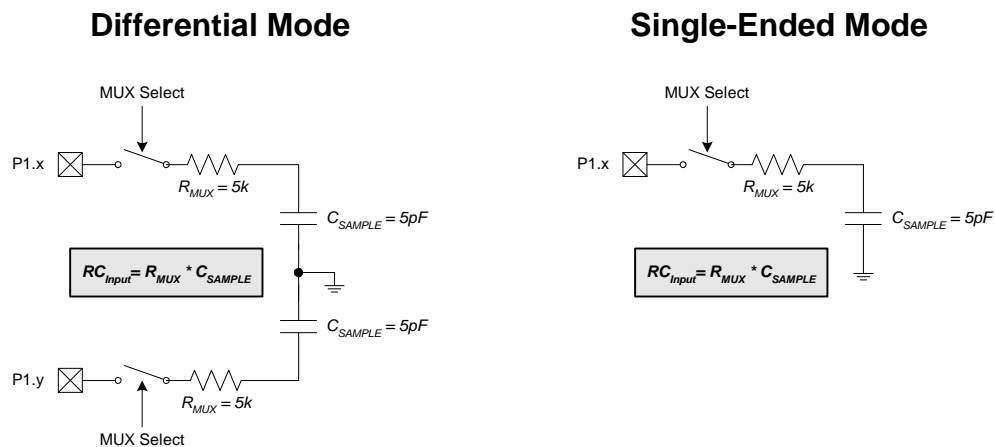 Differential Mode
MUX Select
P1.x
R_MUX = 5k
C_SAMPLE = 5pF
RC_Input= R_MUX * C_SAMPLE
C_SAMPLE = 5pF
P1.y
R_MUX = 5k
MUX Select
Single-Ended Mode
MUX Select
P1.x
R_MUX = 5k
C_SAMPLE = 5pF
RC_Input= R_MUX * C_SAMPLE